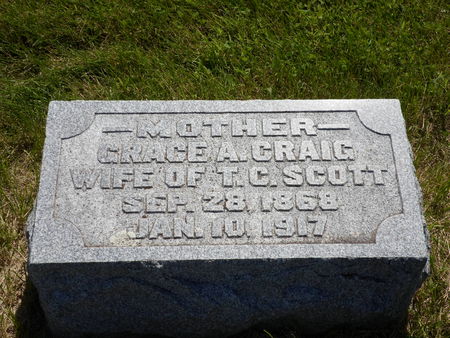 —MOTHER—
GRACE A. CRAIG
WIFE OF T. C. SCOTT
SEP. 28, 1868
JAN. 10, 1917